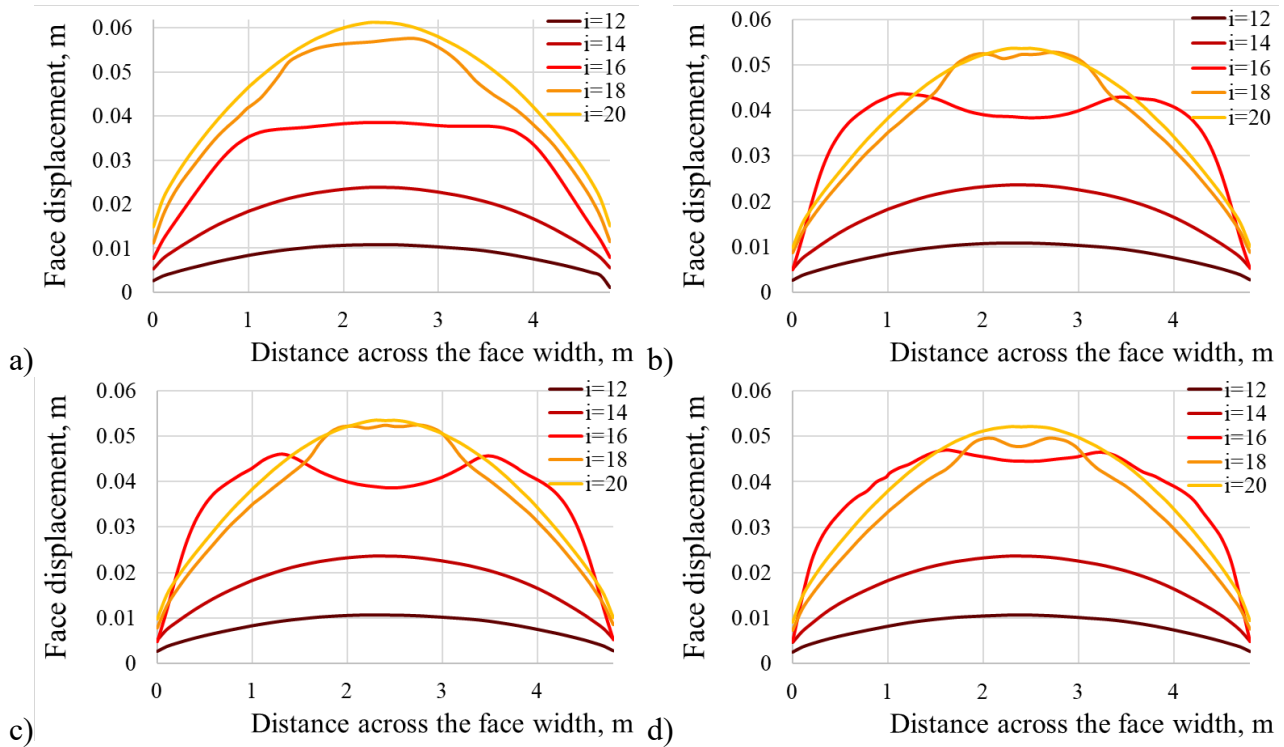 0.06
0.05
0.04
0.03
0.02
0.01
0
Face displacement, m
i=12
i=14
i=16
i=18
i=20
0 1 2 3 4
Distance across the face width, m
a)
0.06
0.05
0.04
0.03
0.02
0.01
0
Face displacement, m
i=12
i=14
i=16
i=18
i=20
0 1 2 3 4
Distance across the face width, m
b)
0.06
0.05
0.04
0.03
0.02
0.01
0
Face displacement, m
i=12
i=14
i=16
i=18
i=20
0 1 2 3 4
Distance across the face width, m
c)
0.06
0.05
0.04
0.03
0.02
0.01
0
Face displacement, m
i=12
i=14
i=16
i=18
i=20
0 1 2 3 4
Distance across the face width, m
d)